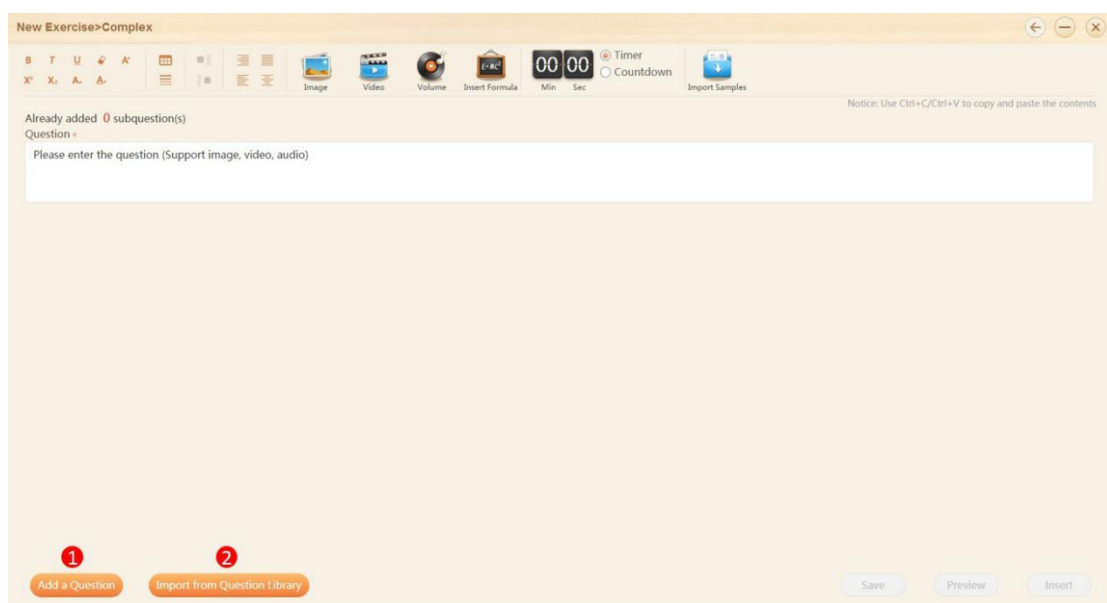 New Exercise>Complex
B T U A'
X² X₂ A. A.
Image Video Volume E=MC² Insert Formula 00 00 Min Sec Timer Countdown Import Samples
Notice: Use Ctrl+C/Ctrl+V to copy and paste the contents
Already added 0 subquestion(s)
Question *
Please enter the question (Support image, video, audio)
1 2
Add a Question Import from Question Library Save Preview Insert